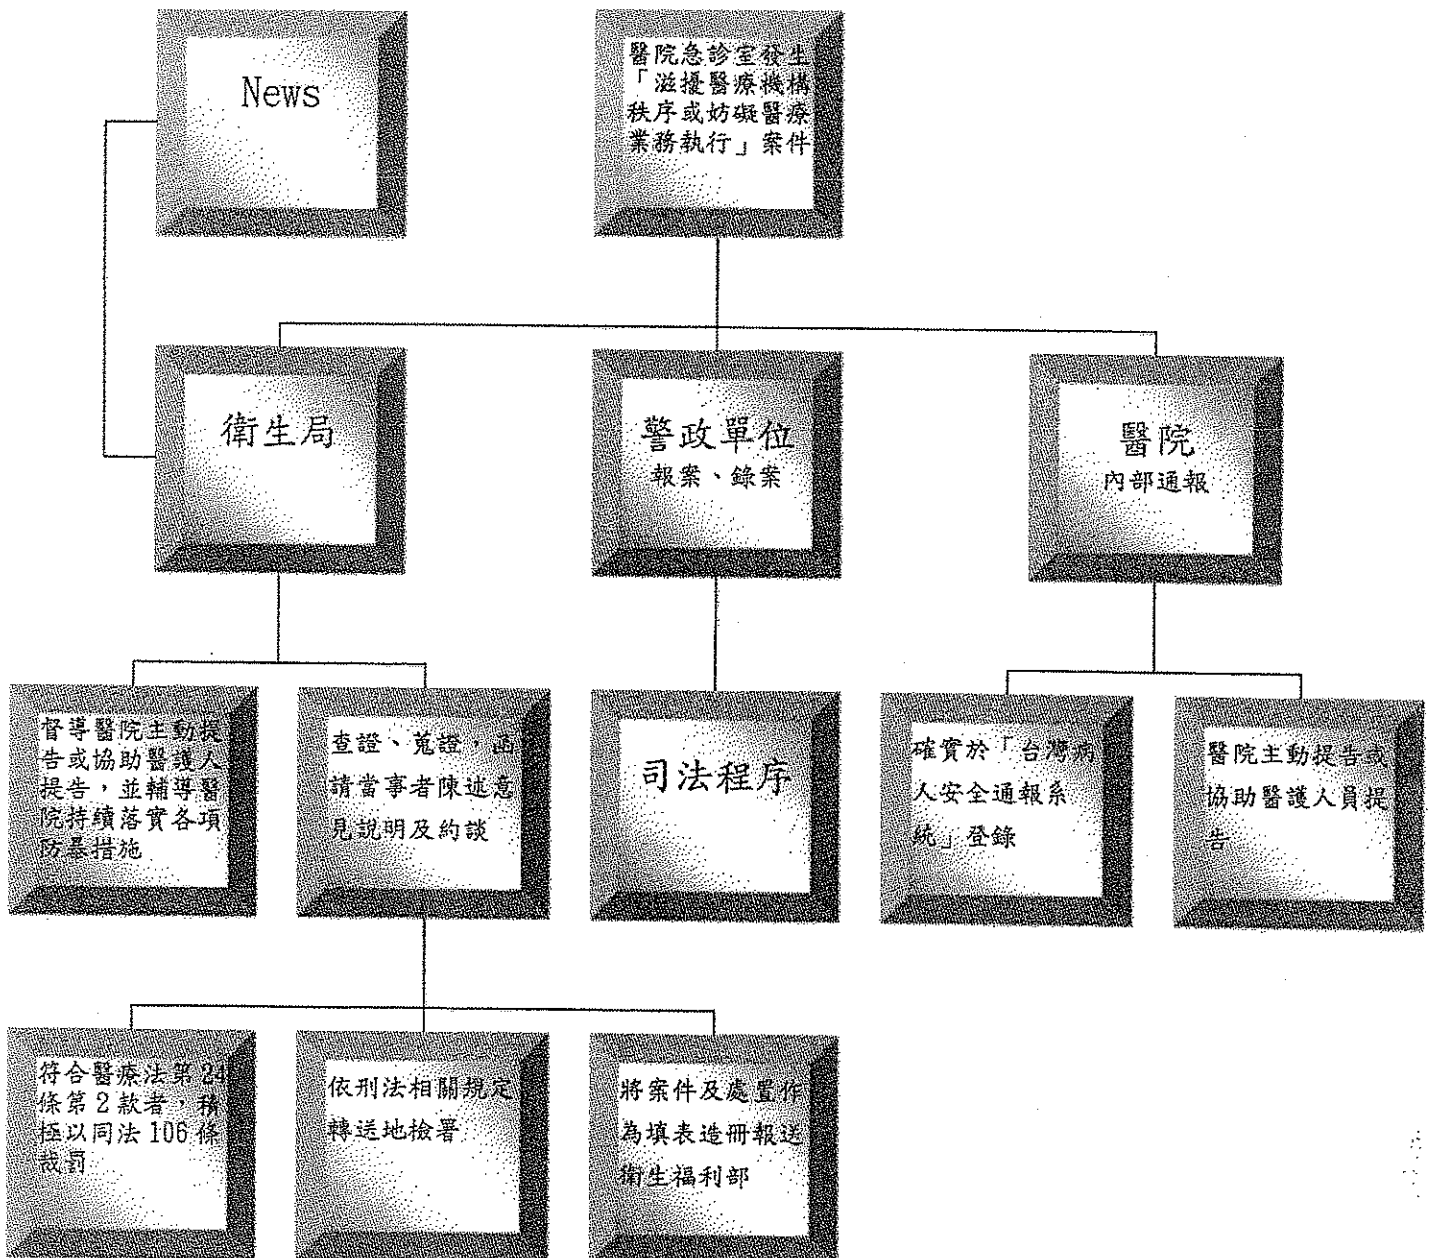 News
醫院急診室發生
「滋擾醫療機構
秩序或妨礙醫療
業務執行」案件
衛生局
警政單位
報案、錄案
醫院
內部通報
督導醫院主動提
告或協助醫護人
提告，並輔導醫
院持續落實各項
防暴措施
查證、蒐證，函
請當事者陳述意
見說明及約談
司法程序
確實於「台灣病
人安全通報系
統」登錄
醫院主動提告或
協助醫護人員提
告
符合醫療法第24
條第2款者，積
極以同法106條
裁罰
依刑法相關規定
轉送地檢署
將案件及處置作
為填表造冊報送
衛生福利部